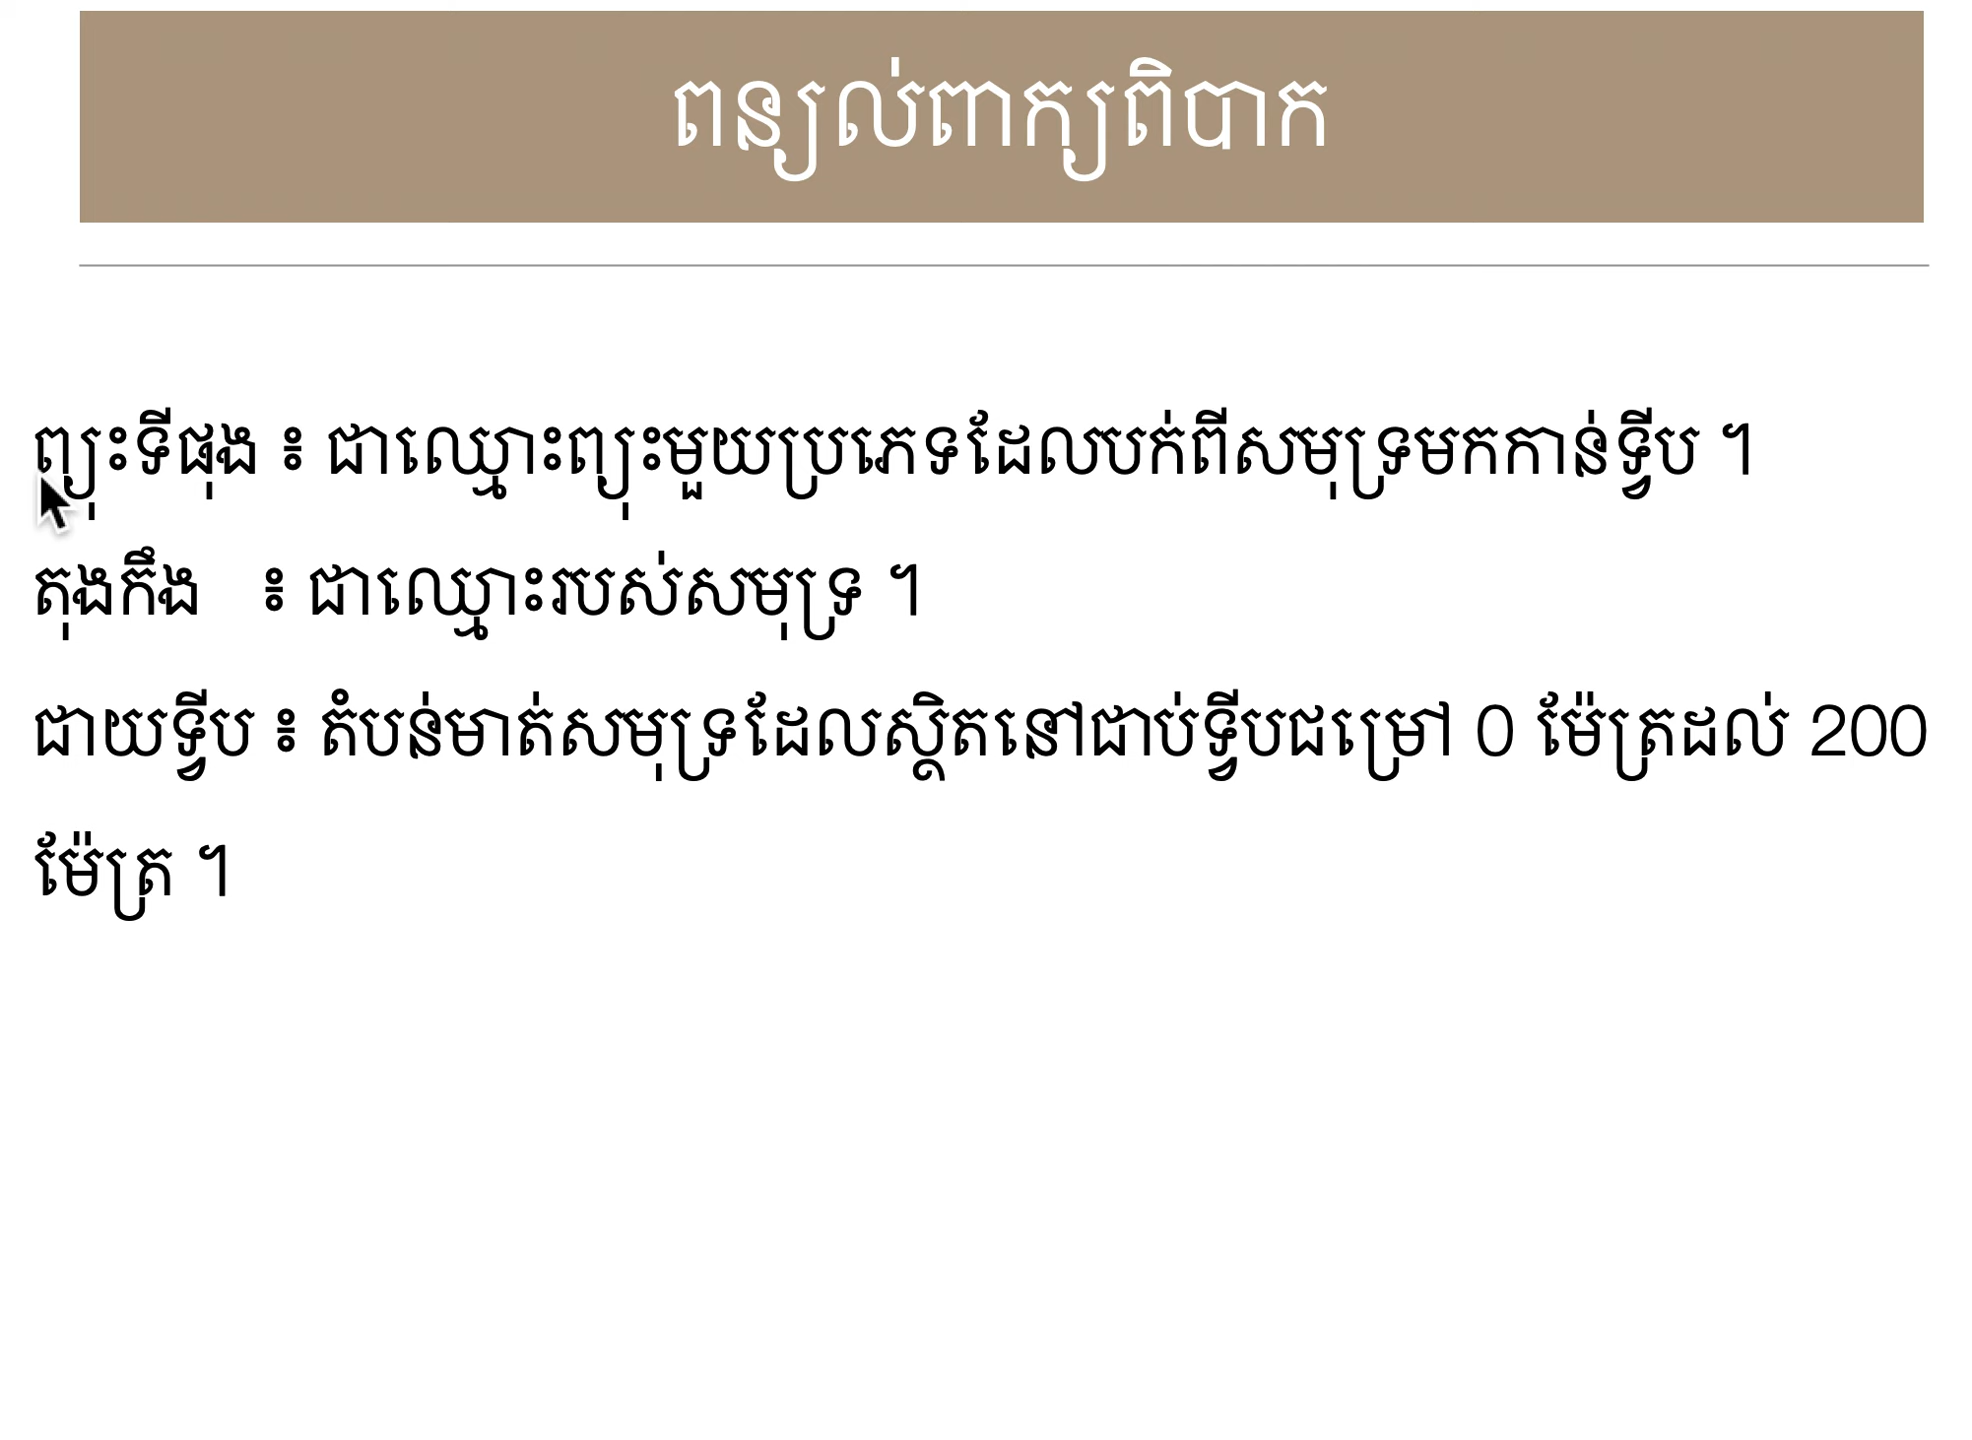 ពន្យល់ពាក្យពិបាក
ព្យុះទីផុង ៖ ជាឈ្មោះព្យុះមួយប្រភេទដែលបក់ពីសមុទ្រមកកាន់ទ្វីប ។
តុងកឹង ៖ ជាឈ្មោះរបស់សមុទ្រ ។
ជាយទ្វីប ៖ តំបន់មាត់សមុទ្រដែលស្ថិតនៅជាប់ទ្វីបជម្រៅ 0 ម៉ែត្រដល់ 200
ម៉ែត្រ ។